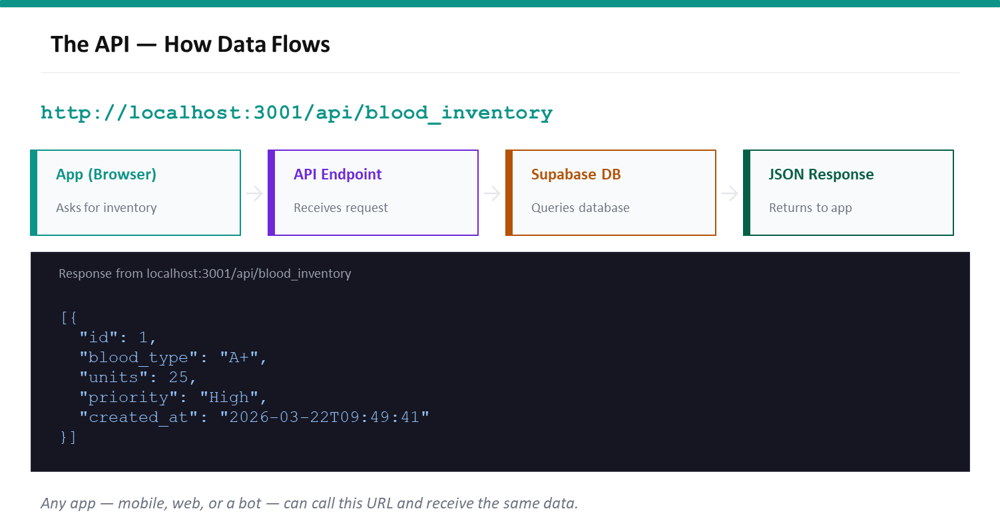 The API — How Data Flows
http://localhost:3001/api/blood_inventory
App (Browser)
Asks for inventory
API Endpoint
Receives request
Supabase DB
Queries database
JSON Response
Returns to app
Response from localhost:3001/api/blood_inventory
[{
  "id": 1,
  "blood_type": "A+",
  "units": 25,
  "priority": "High",
  "created_at": "2026-03-22T09:49:41"
}]
Any app — mobile, web, or a bot — can call this URL and receive the same data.